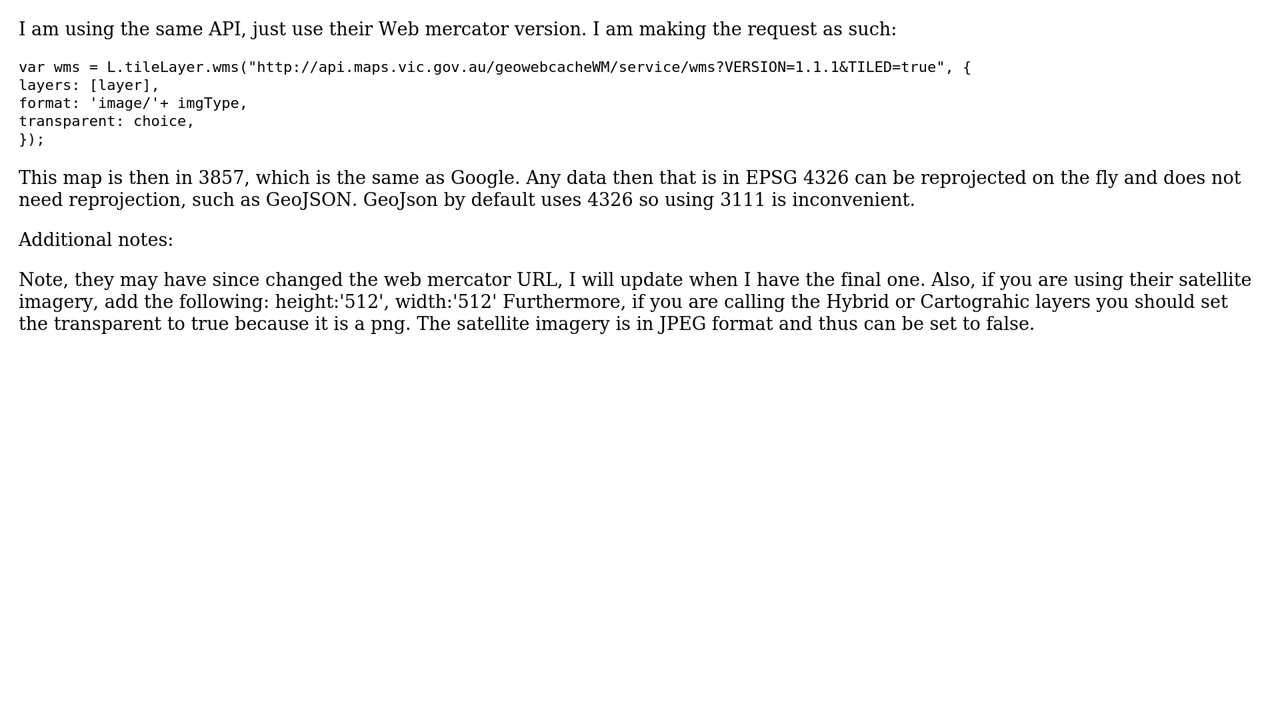 I am using the same API, just use their Web mercator version. I am making the request as such:
var wms = L.tileLayer.wms("http://api.maps.vic.gov.au/geowebcacheWM/service/wms?VERSION=1.1.1&TILED=true", {
layers: [layer],
format: 'image/'+ imgType,
transparent: choice,
});
This map is then in 3857, which is the same as Google. Any data then that is in EPSG 4326 can be reprojected on the fly and does not
need reprojection, such as GeoJSON. GeoJson by default uses 4326 so using 3111 is inconvenient.
Additional notes:
Note, they may have since changed the web mercator URL, I will update when I have the final one. Also, if you are using their satellite
imagery, add the following: height:'512', width:'512' Furthermore, if you are calling the Hybrid or Cartograhic layers you should set
the transparent to true because it is a png. The satellite imagery is in JPEG format and thus can be set to false.